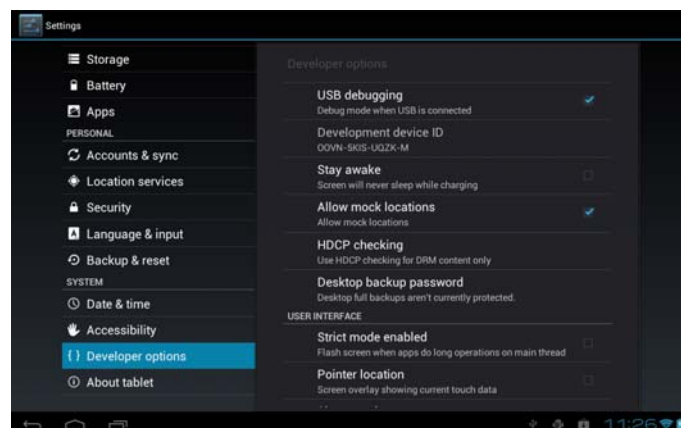 Settings
Storage
Battery
Apps
PERSONAL
Accounts & sync
Location services
Security
Language & input
Backup & reset
SYSTEM
Date & time
Accessibility
{ } Developer options
About tablet
Developer options
USB debugging
Debug mode when USB is connected
Development device ID
OOVN-5KIS-UQZK-M
Stay awake
Screen will never sleep while charging
Allow mock locations
Allow mock locations
HDCP checking
Use HDCP checking for DRM content only
Desktop backup password
Desktop full backups aren't currently protected.
USER INTERFACE
Strict mode enabled
Flash screen when apps do long operations on main thread
Pointer location
Screen overlay showing current touch data
11:26